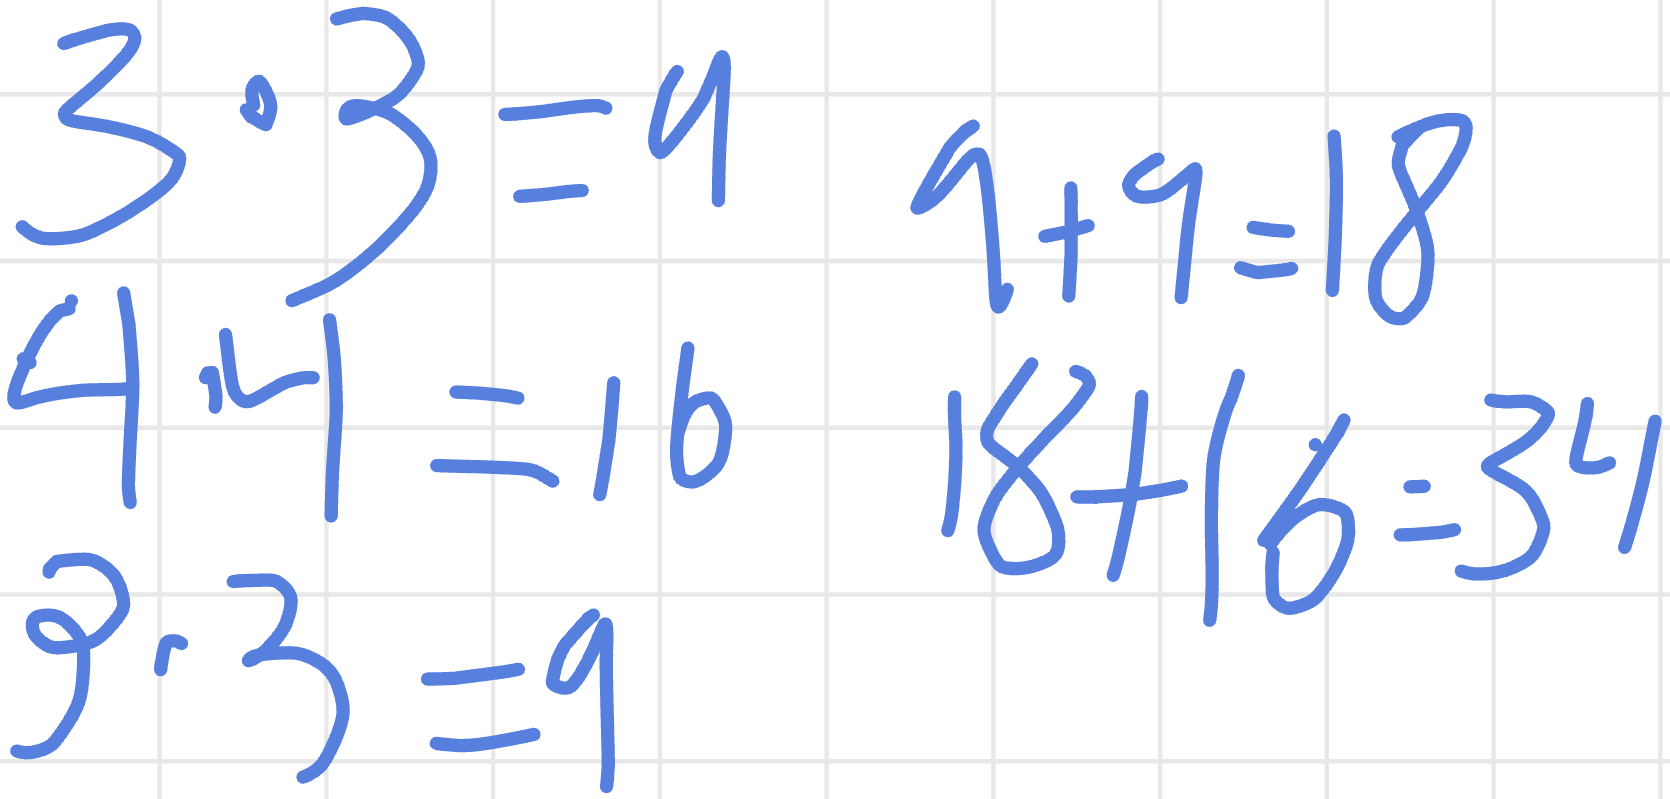 3 · 3 = 9
4 · 4 = 16
3 · 3 = 9
9 + 9 = 18
18 + 16 = 34